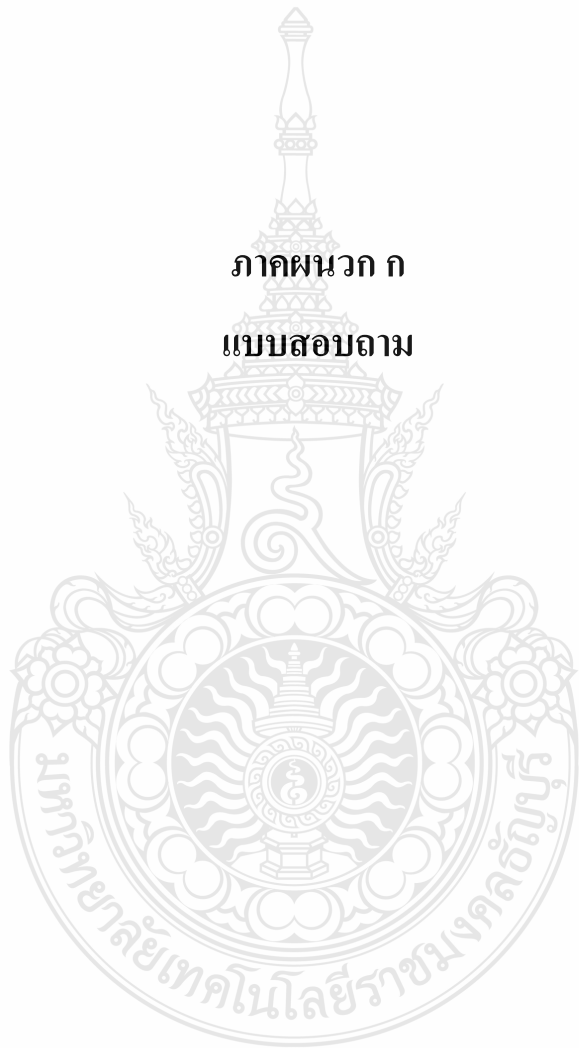 ภาคผนวก ก
แบบสอบถาม
มหาวิทยาลัยเทคโนโลยีราชมงคลธัญบุรี